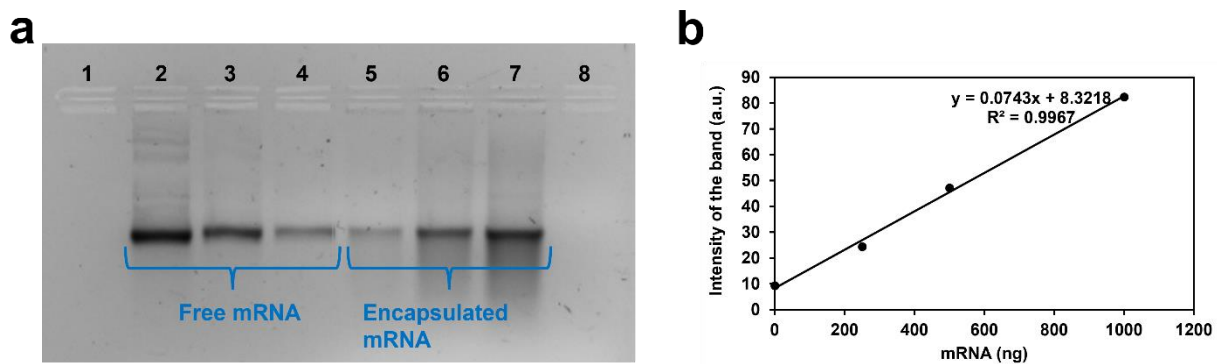 a
1 2 3 4 5 6 7 8
Free mRNA
Encapsulated
mRNA
b
Intensity of the band (a.u.)
90
80
70
60
50
40
30
20
10
0
y = 0.0743x + 8.3218
R² = 0.9967
0 200 400 600 800 1000 1200
mRNA (ng)